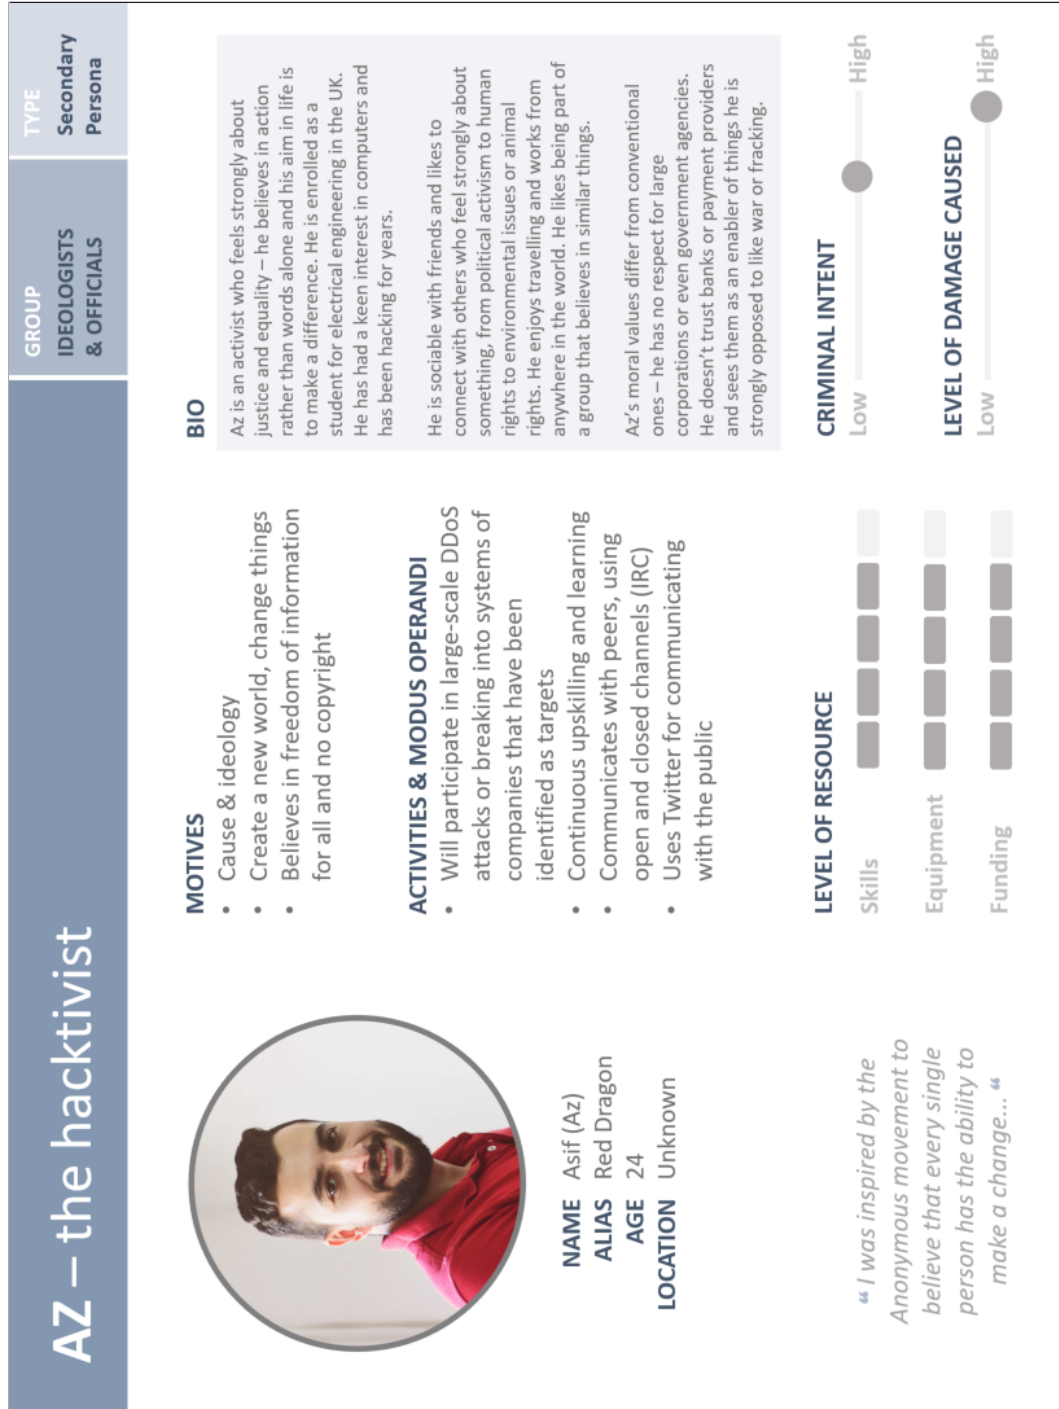 AZ – the hacktivist
GROUP
IDEOLOGISTS
& OFFICIALS
TYPE
Secondary
Persona
NAME Asif (Az)
ALIAS Red Dragon
AGE 24
LOCATION Unknown
“ I was inspired by the
Anonymous movement to
believe that every single
person has the ability to
make a change... “
MOTIVES
• Cause & ideology
• Create a new world, change things
• Believes in freedom of information
for all and no copyright
ACTIVITIES & MODUS OPERANDI
• Will participate in large-scale DDoS
attacks or breaking into systems of
companies that have been
identified as targets
• Continuous upskilling and learning
• Communicates with peers, using
open and closed channels (IRC)
• Uses Twitter for communicating
with the public
LEVEL OF RESOURCE
Skills
Equipment
Funding
BIO
Az is an activist who feels strongly about
justice and equality – he believes in action
rather than words alone and his aim in life is
to make a difference. He is enrolled as a
student for electrical engineering in the UK.
He has had a keen interest in computers and
has been hacking for years.
He is sociable with friends and likes to
connect with others who feel strongly about
something, from political activism to human
rights to environmental issues or animal
rights. He enjoys travelling and works from
anywhere in the world. He likes being part of
a group that believes in similar things.
Az’s moral values differ from conventional
ones – he has no respect for large
corporations or even government agencies.
He doesn’t trust banks or payment providers
and sees them as an enabler of things he is
strongly opposed to like war or fracking.
CRIMINAL INTENT
Low High
LEVEL OF DAMAGE CAUSED
Low High